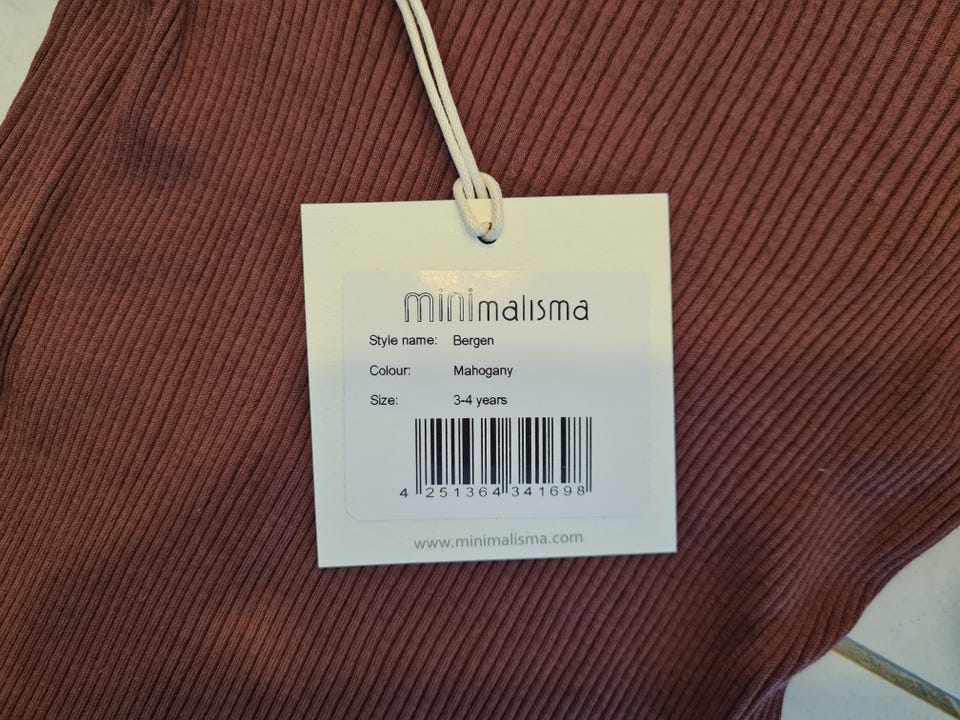 minimalisma
Style name: Bergen
Colour: Mahogany
Size: 3-4 years
4 251364 341698
www.minimalisma.com